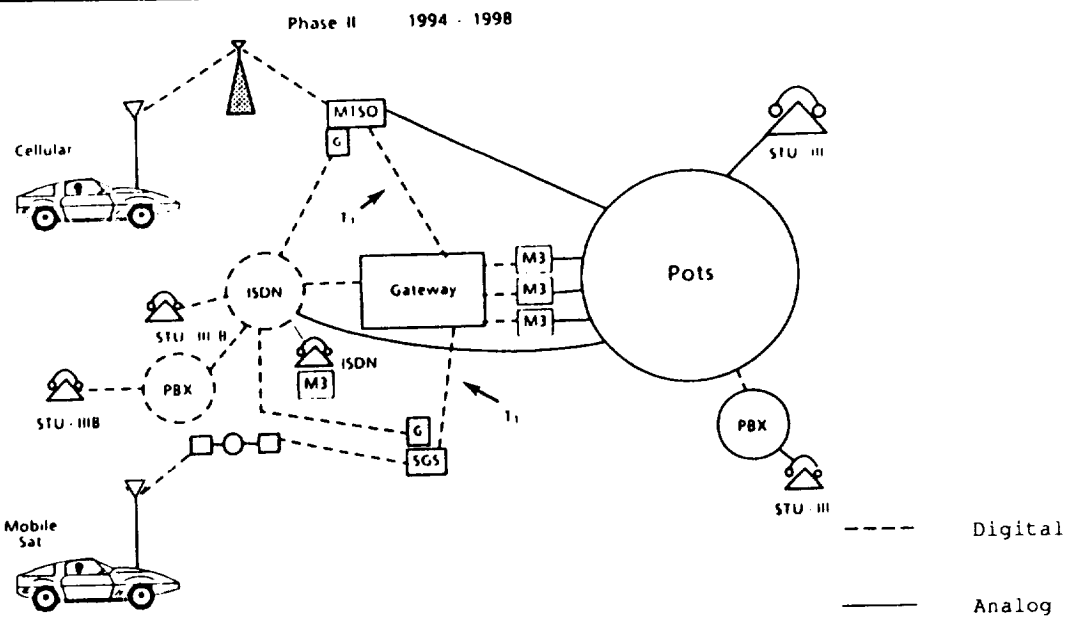 Phase II 1994 - 1998
MTSO
G
Cellular
STU - III
T1
M3
ISDN
Gateway
M3
Pots
M3
STU - III B
ISDN
M3
PBX
STU - IIIB
T1
G
PBX
SGS
STU - III
Mobile
Sat
Digital
Analog